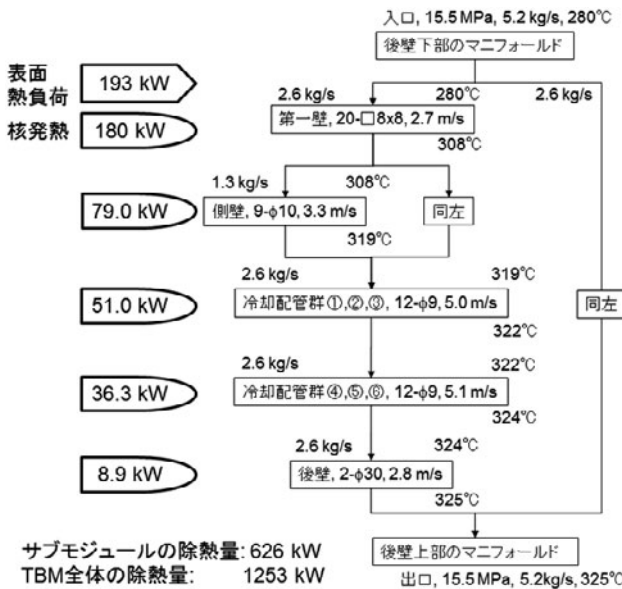 入口, 15.5 MPa, 5.2 kg/s, 280℃
後壁下部のマニフォールド
表面
熱負荷
193 kW
2.6 kg/s
280℃
2.6 kg/s
核発熱
180 kW
第一壁, 20-□8x8, 2.7 m/s
308℃
1.3 kg/s
308℃
79.0 kW
側壁, 9-φ10, 3.3 m/s
同左
319℃
2.6 kg/s
319℃
51.0 kW
冷却配管群①,②,③, 12-φ9, 5.0 m/s
同左
322℃
2.6 kg/s
322℃
36.3 kW
冷却配管群④,⑤,⑥, 12-φ9, 5.1 m/s
324℃
2.6 kg/s
324℃
8.9 kW
後壁, 2-φ30, 2.8 m/s
325℃
サブモジュールの除熱量: 626 kW
TBM全体の除熱量: 1253 kW
後壁上部のマニフォールド
出口, 15.5 MPa, 5.2kg/s, 325℃